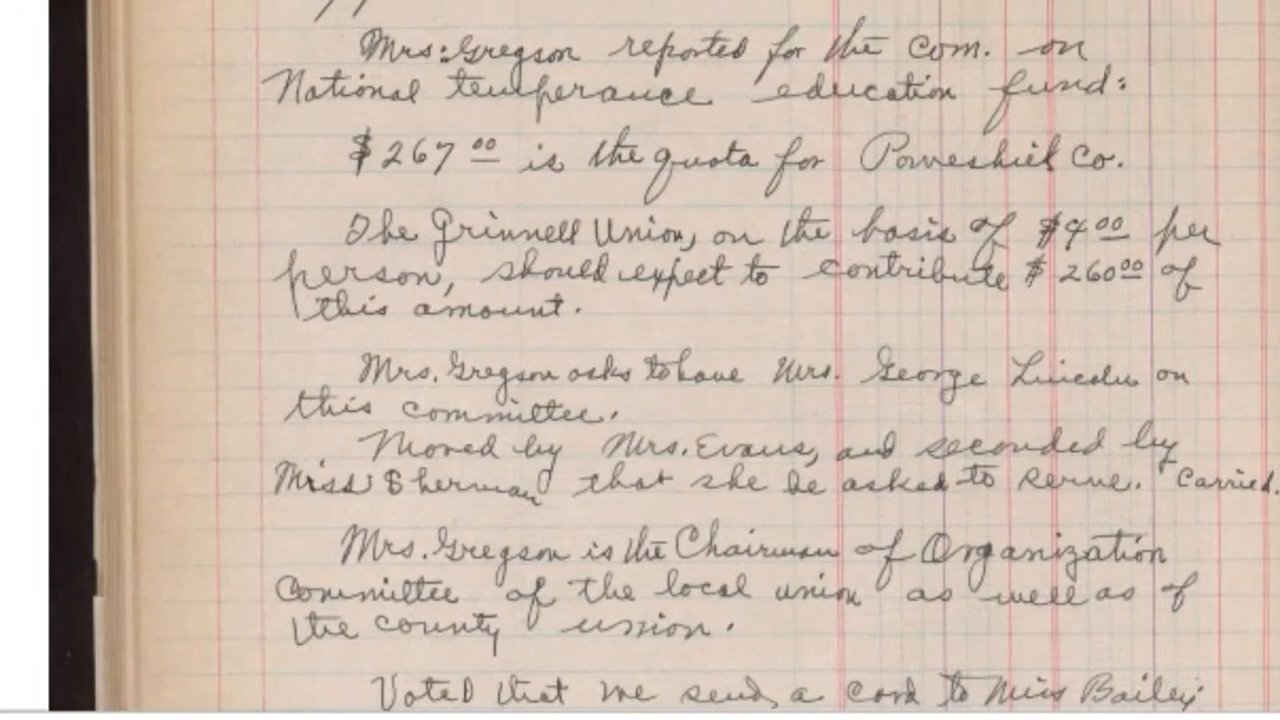 Mrs. Gregson reported for the com. on
National temperance education fund:
$267.00 is the quota for Poweshiek Co.
The Grinnell Union, on the basis of $4.00 per
person, should expect to contribute $260.00 of
this amount.
Mrs. Gregson asks to have Mrs. George Lincoln on
this committee.
Moved by Mrs. Evans, and seconded by
Miss Sherman that she be asked to serve. Carried.
Mrs. Gregson is the Chairman of Organization
Committee of the local union as well as of
the county union.
Voted that we send a card to Miss Bailey